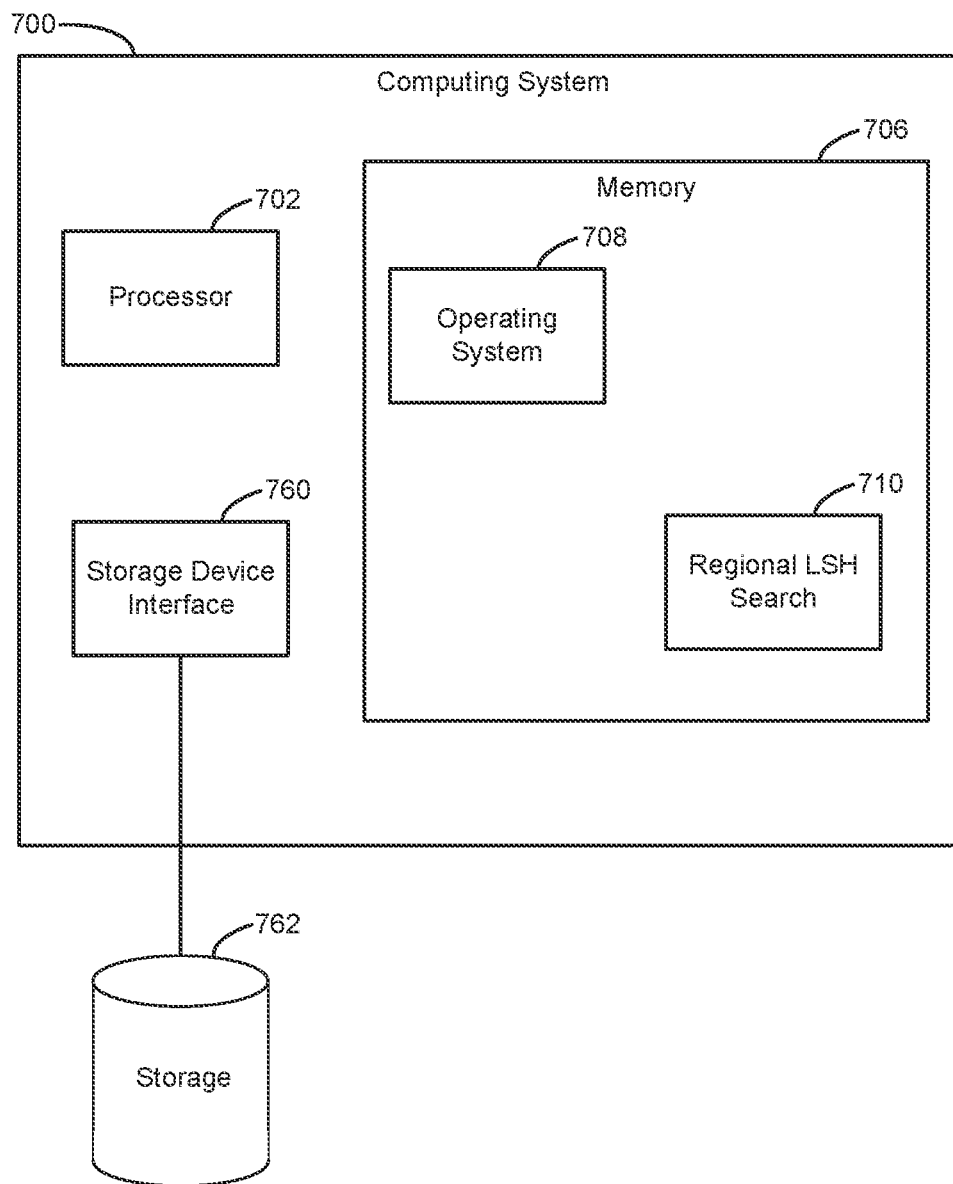 700
Computing System
706
Memory
702
Processor
708
Operating
System
760
Storage Device
Interface
710
Regional LSH
Search
762
Storage